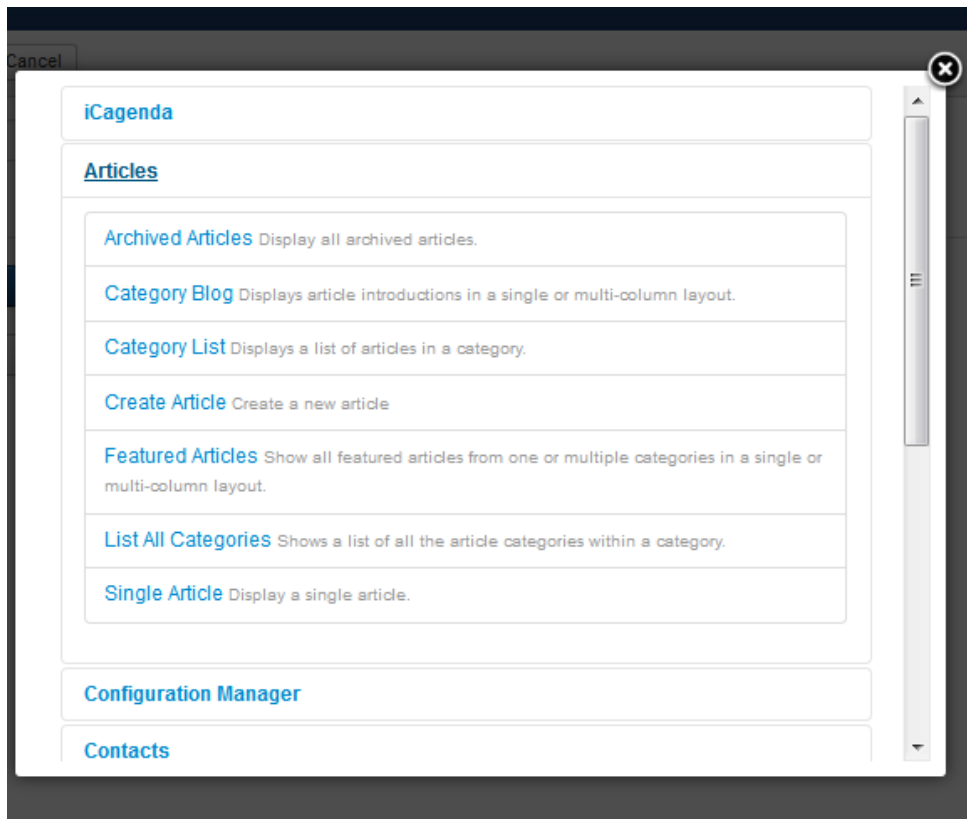 Cancel
iCagenda
Articles
Archived Articles Display all archived articles.
Category Blog Displays article introductions in a single or multi-column layout.
Category List Displays a list of articles in a category.
Create Article Create a new article
Featured Articles Show all featured articles from one or multiple categories in a single or
multi-column layout.
List All Categories Shows a list of all the article categories within a category.
Single Article Display a single article.
Configuration Manager
Contacts